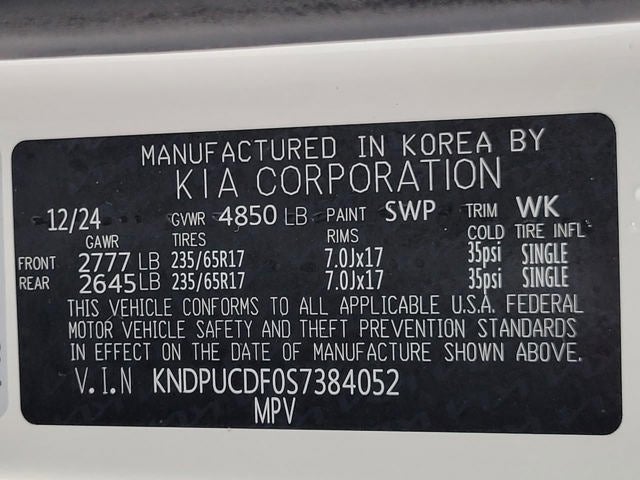 MANUFACTURED IN KOREA BY
KIA CORPORATION
12/24 GVWR 4850 LB PAINT SWP TRIM WK
GAWR TIRES RIMS COLD TIRE INFL
FRONT 2777 LB 235/65R17 7.0Jx17 35psi SINGLE
REAR 2645 LB 235/65R17 7.0Jx17 35psi SINGLE
THIS VEHICLE CONFORMS TO ALL APPLICABLE U.S.A. FEDERAL
MOTOR VEHICLE SAFETY AND THEFT PREVENTION STANDARDS
IN EFFECT ON THE DATE OF MANUFACTURE SHOWN ABOVE.
V.I.N KNDPUCDF0S7384052
MPV